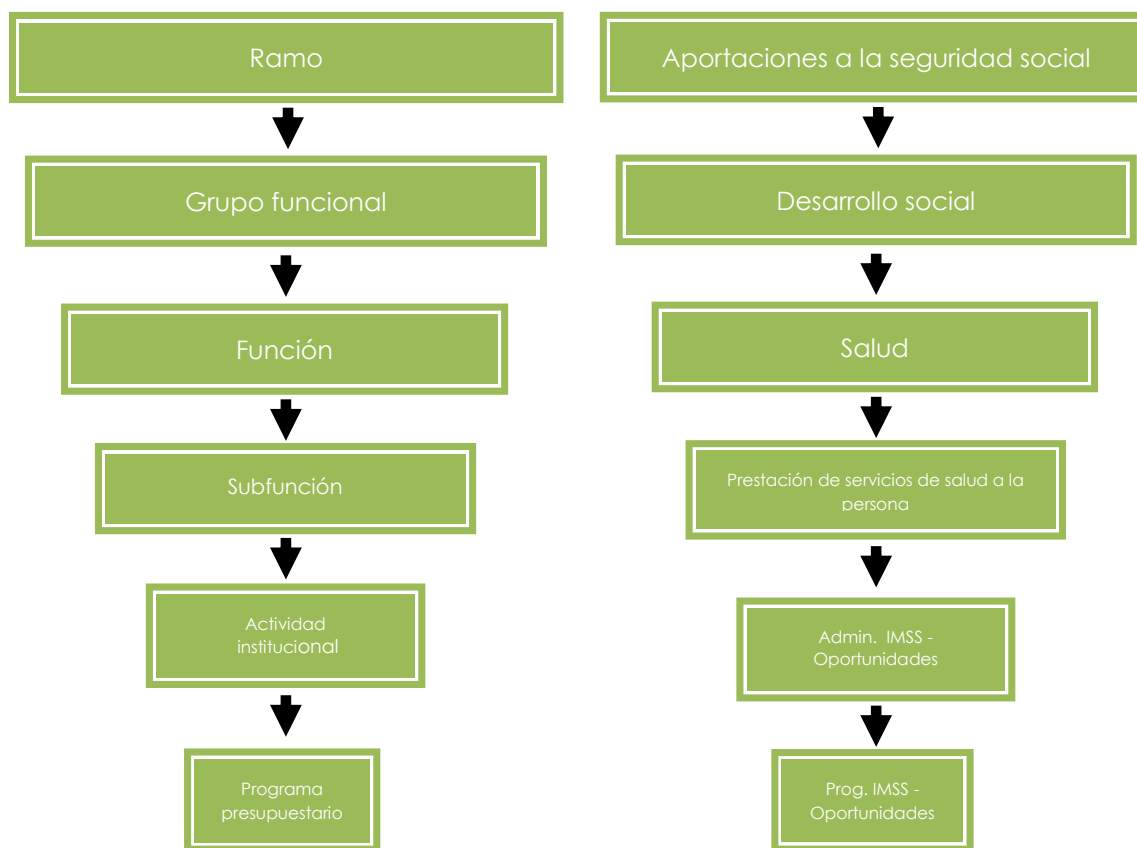 Ramo
Aportaciones a la seguridad social
Grupo funcional
Desarrollo social
Función
Salud
Subfunción
Prestación de servicios de salud a la
persona
Actividad
institucional
Admin. IMSS -
Oportunidades
Programa
presupuestario
Prog. IMSS -
Oportunidades